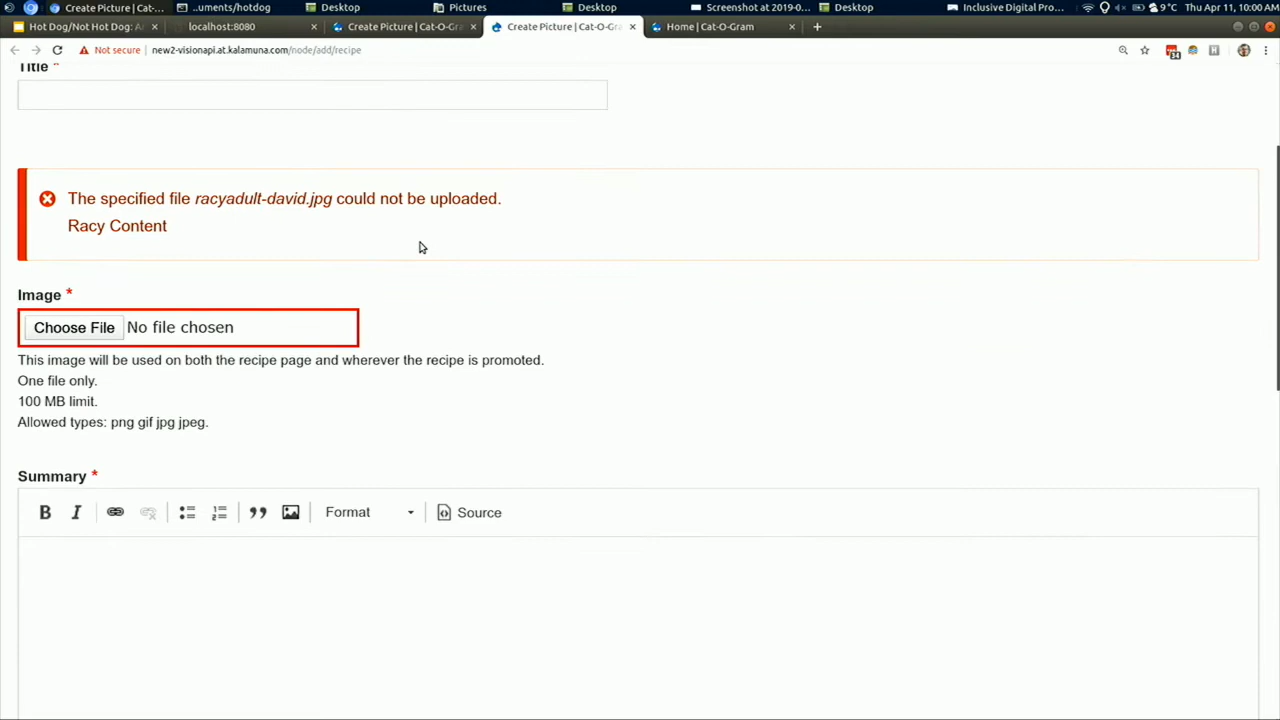 Create Picture | Cat-
...uments/hotdog
Desktop
Pictures
Desktop
Screenshot at 2019-0...
Desktop
Inclusive Digital Pro...
9°C
Thu Apr 11, 10:00 AM
Hot Dog/Not Hot Dog: A
localhost:8080
Create Picture | Cat-O-Gr
Create Picture | Cat-O-Gr
Home | Cat-O-Gram
Not secure
new2-visionapi.at.kalamuna.com/node/add/recipe
34
Title *
The specified file racyadult-david.jpg could not be uploaded.
Racy Content
Image *
Choose File No file chosen
This image will be used on both the recipe page and wherever the recipe is promoted.
One file only.
100 MB limit.
Allowed types: png gif jpg jpeg.
Summary *
B I Format Source